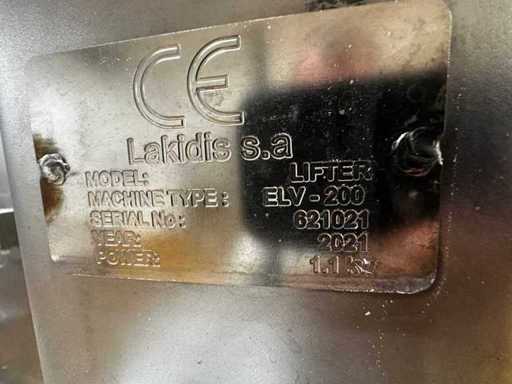 CE
Lakidis s.a
MODEL: LIFTER
MACHINE TYPE: ELV - 200
SERIAL No: 621021
YEAR: 2021
POWER: 1.1 kw